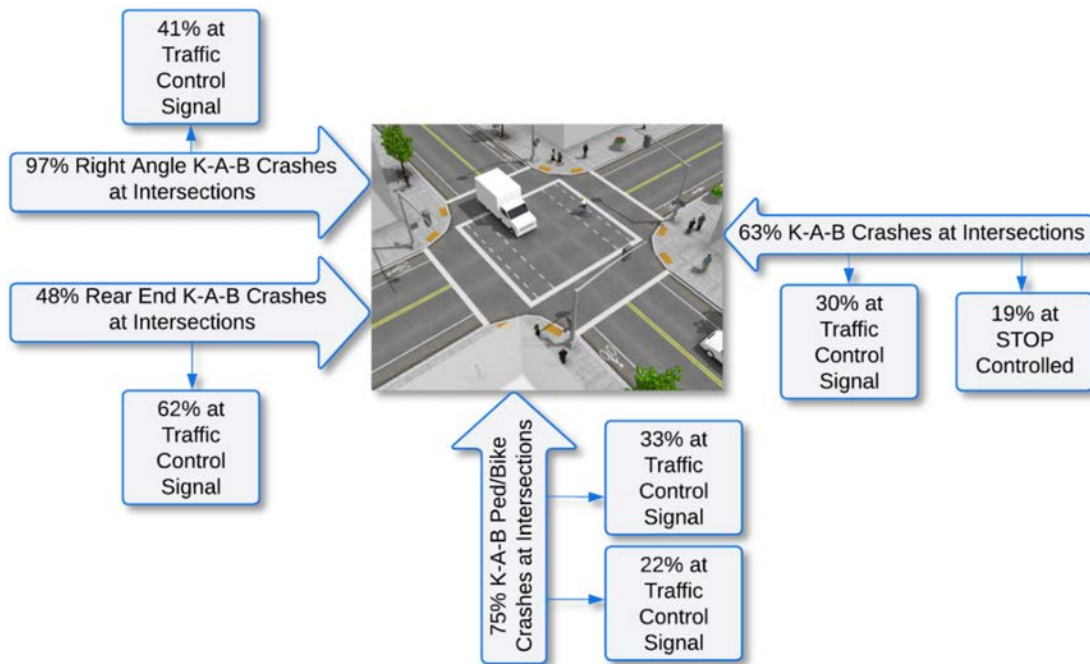 41% at
Traffic
Control
Signal
97% Right Angle K-A-B Crashes
at Intersections
48% Rear End K-A-B Crashes
at Intersections
62% at
Traffic
Control
Signal
63% K-A-B Crashes at Intersections
30% at
Traffic
Control
Signal
19% at
STOP
Controlled
75% K-A-B Ped/Bike
Crashes at Intersections
33% at
Traffic
Control
Signal
22% at
Traffic
Control
Signal